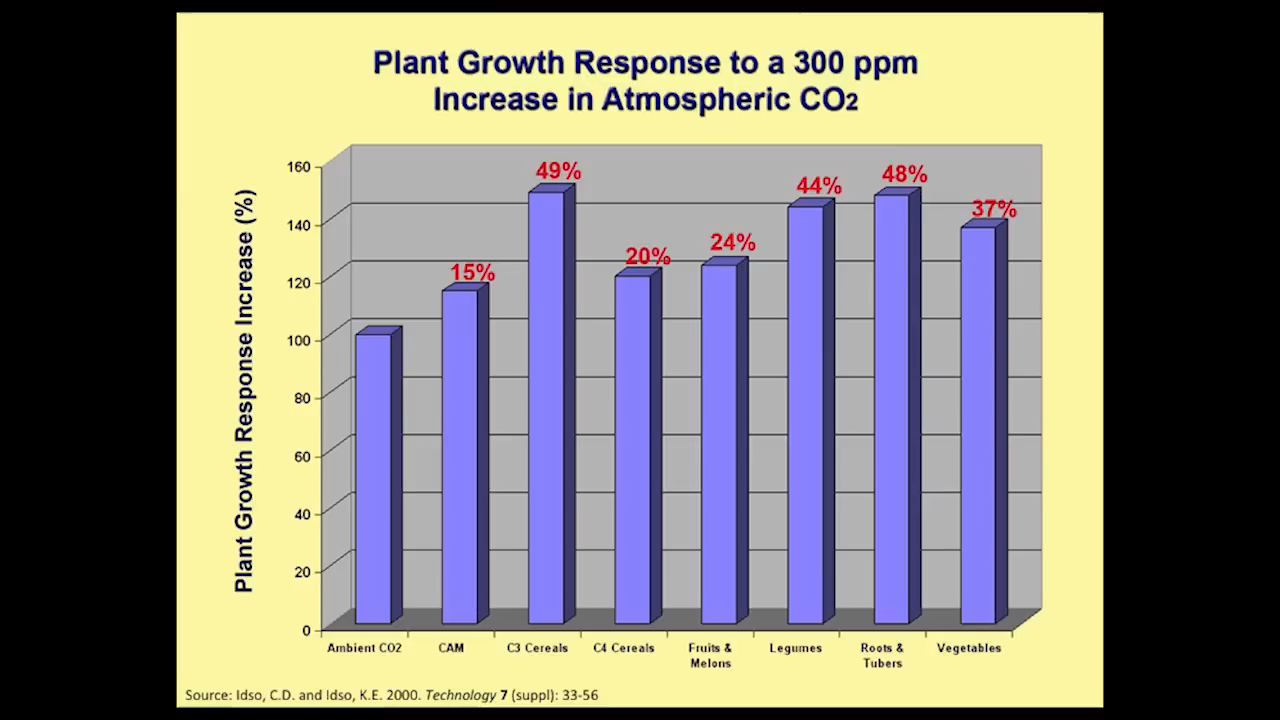 Plant Growth Response to a 300 ppm
Increase in Atmospheric CO2
Plant Growth Response Increase (%)
160
140
120
100
80
60
40
20
0
15%
49%
20%
24%
44%
48%
37%
Ambient CO2
CAM
C3 Cereals
C4 Cereals
Fruits &
Melons
Legumes
Roots &
Tubers
Vegetables
Source: Idso, C.D. and Idso, K.E. 2000. Technology 7 (suppl): 33-56